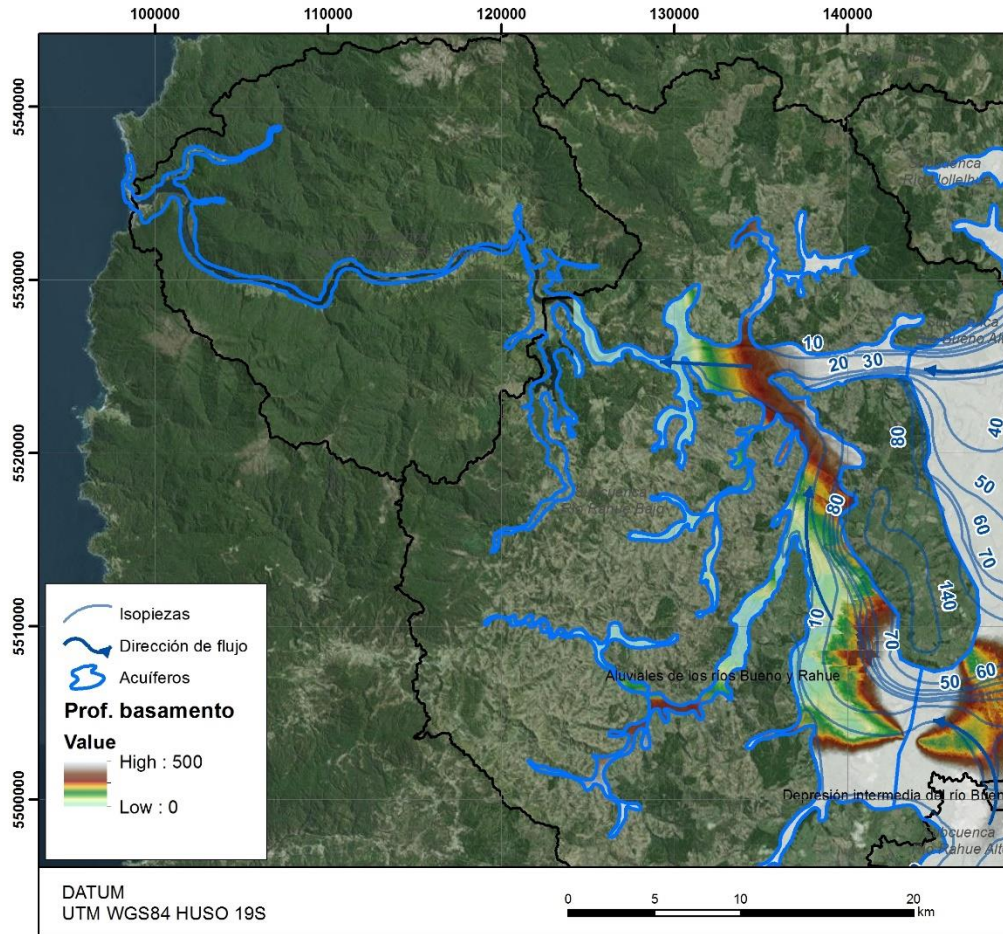 100000
110000
120000
130000
140000
5540000
5530000
5520000
5510000
5500000
10
20
30
40
80
50
60
70
80
140
10
70
50
60
Aluviales de los ríos Bueno y Rahue
Depresión intermedia del río Buen
Isopiezas
Dirección de flujo
Acuíferos
Prof. basamento
Value
High : 500
Low : 0
DATUM
UTM WGS84 HUSO 19S
0
5
10
20
km